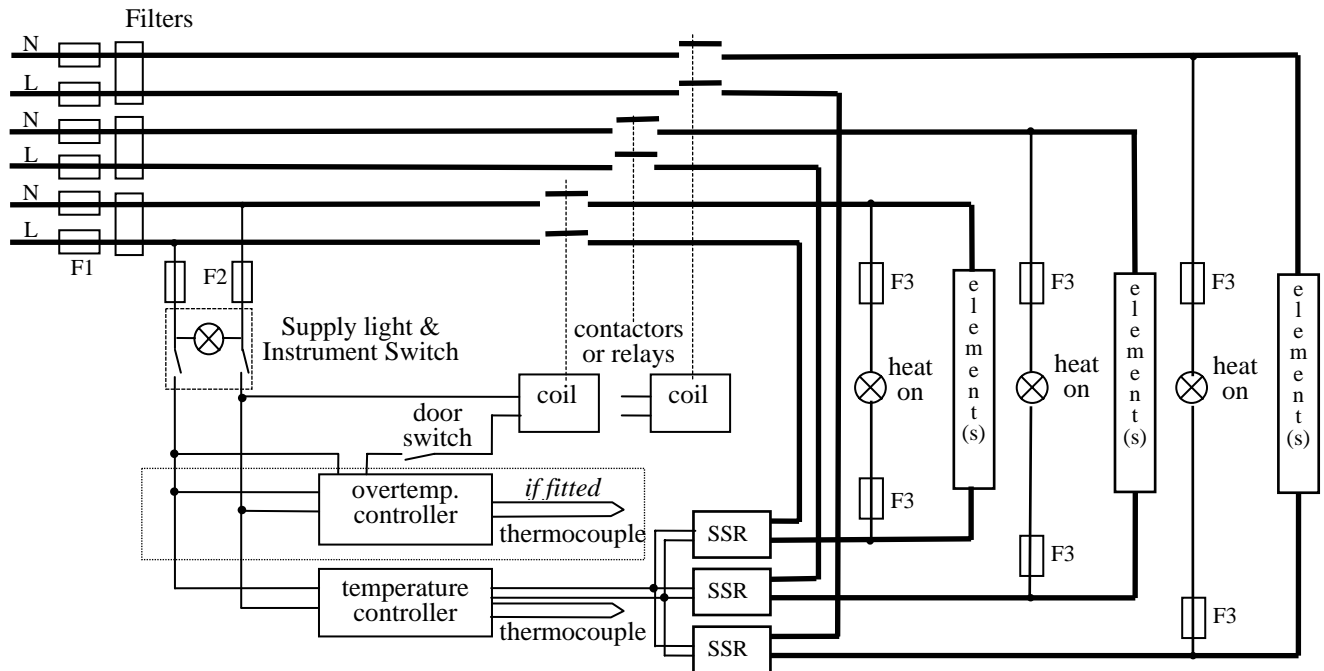 Filters
N
L
N
L
N
L
F1
F2
Supply light &
Instrument Switch
contactors
or relays
coil
coil
door
switch
overtemp.
controller
if fitted
thermocouple
temperature
controller
thermocouple
SSR
SSR
SSR
F3
heat
on
F3
element(s)
F3
heat
on
F3
element(s)
F3
heat
on
F3
element(s)